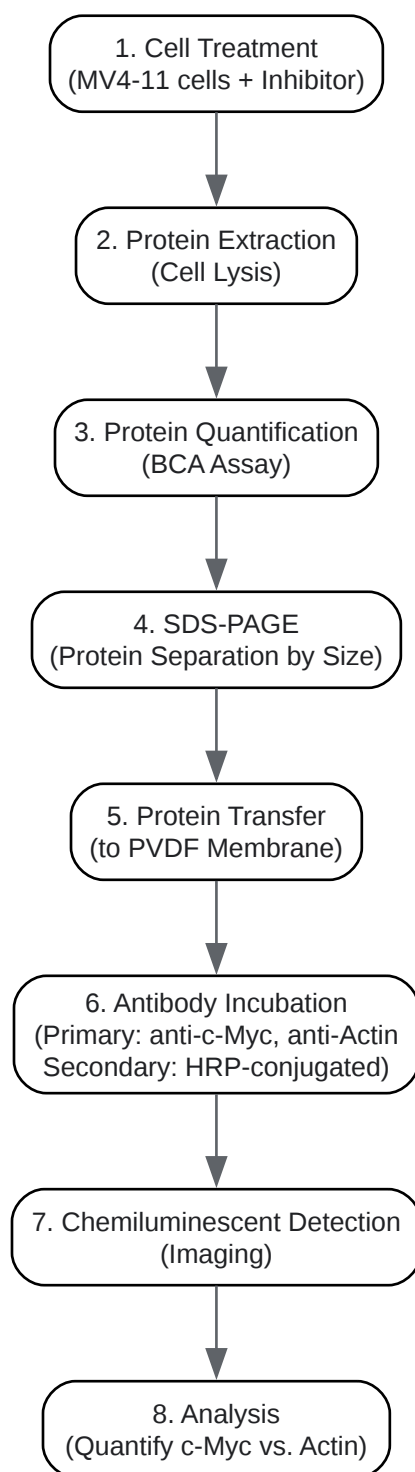 1. Cell Treatment
(MV4-11 cells + Inhibitor)
2. Protein Extraction
(Cell Lysis)
3. Protein Quantification
(BCA Assay)
4. SDS-PAGE
(Protein Separation by Size)
5. Protein Transfer
(to PVDF Membrane)
6. Antibody Incubation
(Primary: anti-c-Myc, anti-Actin
Secondary: HRP-conjugated)
7. Chemiluminescent Detection
(Imaging)
8. Analysis
(Quantify c-Myc vs. Actin)